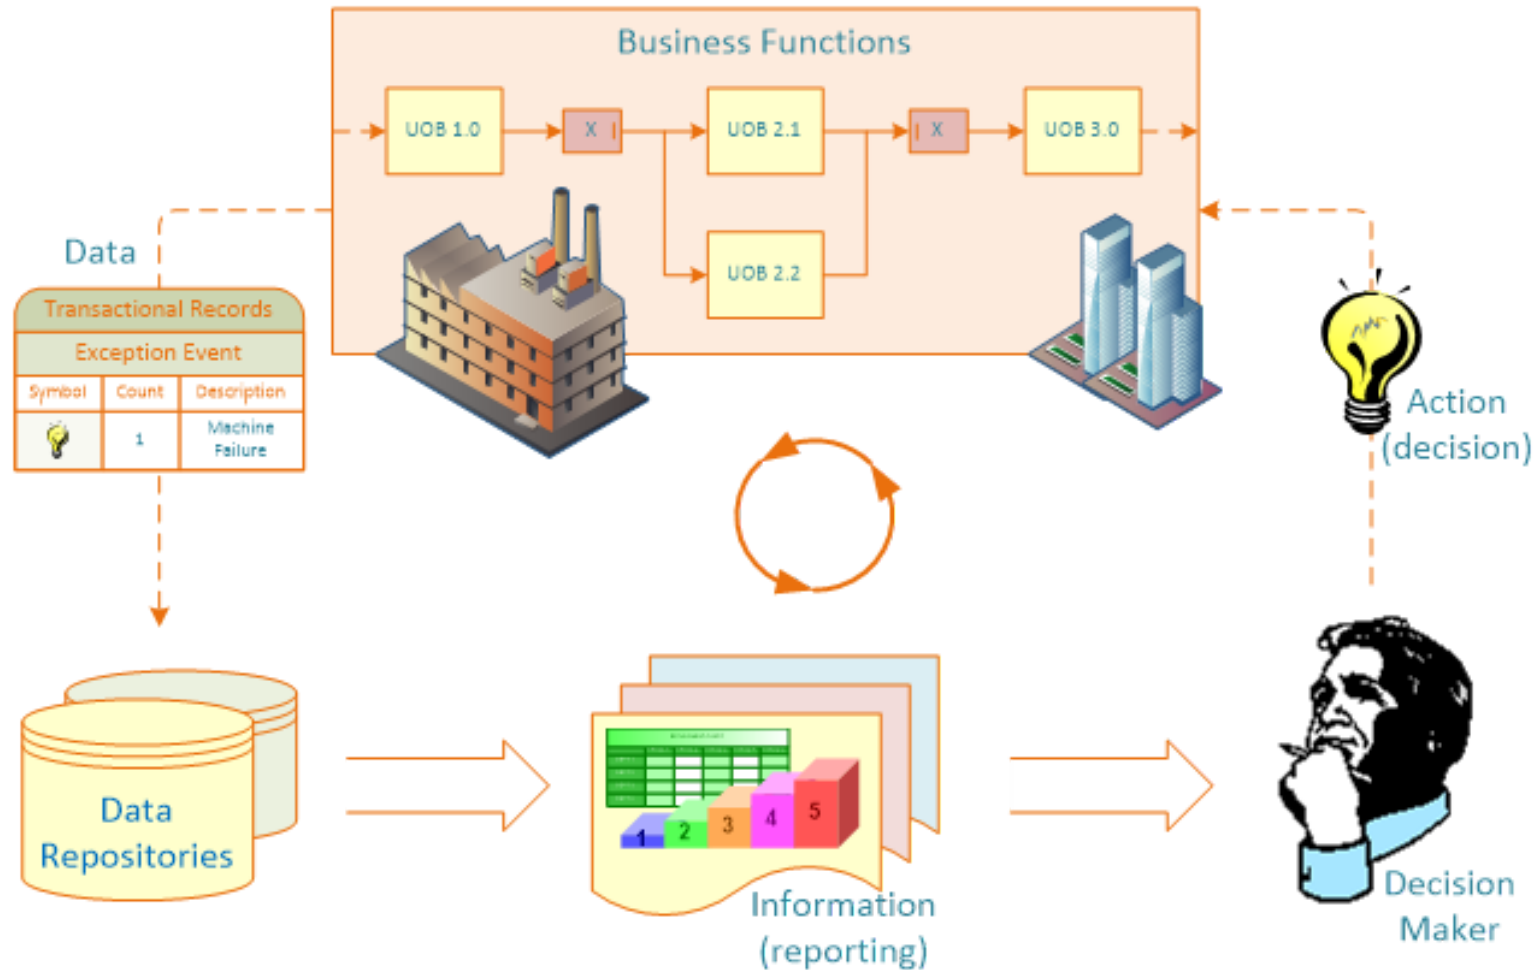 Business Functions
UOB 1.0
X
UOB 2.1
X
UOB 3.0
UOB 2.2
Data
Transactional Records
Exception Event
Symbol Count Description
1
Machine
Failure
Action
(decision)
Data
Repositories
1 2 3 4 5
Information
(reporting)
Decision
Maker